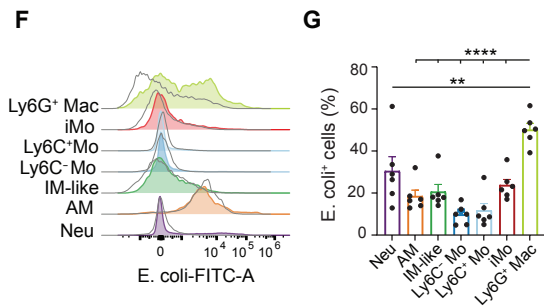 F
Ly6G⁺ Mac
iMo
Ly6C⁺Mo
Ly6C⁻ Mo
IM-like
AM
Neu
0 10⁴ 10⁵ 10⁶
E. coli-FITC-A
G
****
**
80
60
40
20
0
E. coli⁺ cells (%)
Neu
AM
IM-like
Ly6C⁻ Mo
Ly6C⁺ Mo
iMo
Ly6G⁺ Mac